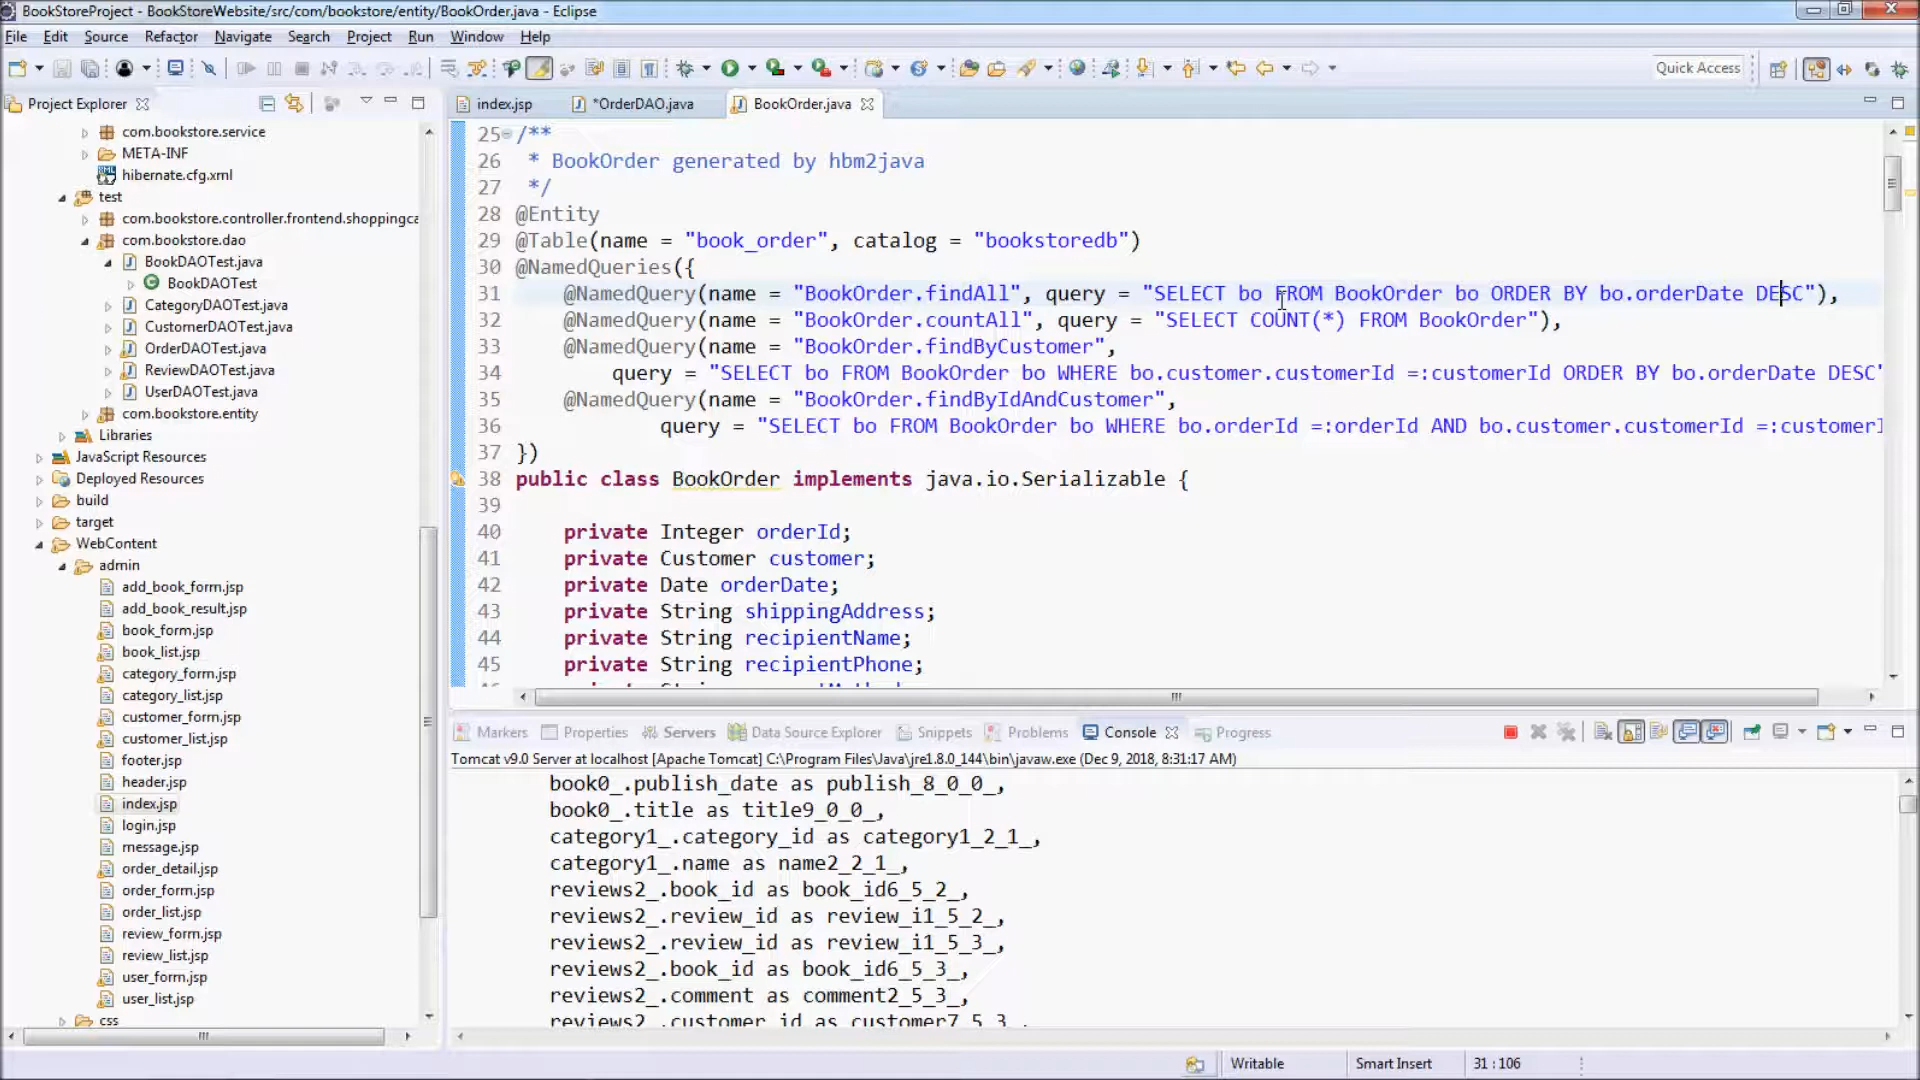 BookStoreProject - BookStoreWebsite/src/com/bookstore/entity/BookOrder.java - Eclipse
File Edit Source Refactor Navigate Search Project Run Window Help
Quick Access
Project Explorer
com.bookstore.service
META-INF
hibernate.cfg.xml
test
com.bookstore.controller.frontend.shoppingca
com.bookstore.dao
BookDAOTest.java
BookDAOTest
CategoryDAOTest.java
CustomerDAOTest.java
OrderDAOTest.java
ReviewDAOTest.java
UserDAOTest.java
com.bookstore.entity
Libraries
JavaScript Resources
Deployed Resources
build
target
WebContent
admin
add_book_form.jsp
add_book_result.jsp
book_form.jsp
book_list.jsp
category_form.jsp
category_list.jsp
customer_form.jsp
customer_list.jsp
footer.jsp
header.jsp
index.jsp
login.jsp
message.jsp
order_detail.jsp
order_form.jsp
order_list.jsp
review_form.jsp
review_list.jsp
user_form.jsp
user_list.jsp
css
index.jsp *OrderDAO.java BookOrder.java
25 /**
26 * BookOrder generated by hbm2java
27 */
28 @Entity
29 @Table(name = "book_order", catalog = "bookstoredb")
30 @NamedQueries({
31 @NamedQuery(name = "BookOrder.findAll", query = "SELECT bo FROM BookOrder bo ORDER BY bo.orderDate DESC"),
32 @NamedQuery(name = "BookOrder.countAll", query = "SELECT COUNT(*) FROM BookOrder"),
33 @NamedQuery(name = "BookOrder.findByCustomer",
34 query = "SELECT bo FROM BookOrder bo WHERE bo.customer.customerId =:customerId ORDER BY bo.orderDate DESC"
35 @NamedQuery(name = "BookOrder.findByIdAndCustomer",
36 query = "SELECT bo FROM BookOrder bo WHERE bo.orderId =:orderId AND bo.customer.customerId =:customerI
37 })
38 public class BookOrder implements java.io.Serializable {
39
40 private Integer orderId;
41 private Customer customer;
42 private Date orderDate;
43 private String shippingAddress;
44 private String recipientName;
45 private String recipientPhone;
Markers Properties Servers Data Source Explorer Snippets Problems Console Progress
Tomcat v9.0 Server at localhost [Apache Tomcat] C:\Program Files\Java\jre1.8.0_144\bin\javaw.exe (Dec 9, 2018, 8:31:17 AM)
book0_.publish_date as publish_8_0_0_,
book0_.title as title9_0_0_,
category1_.category_id as category1_2_1_,
category1_.name as name2_2_1_,
reviews2_.book_id as book_id6_5_2_,
reviews2_.review_id as review_i1_5_2_,
reviews2_.review_id as review_i1_5_3_,
reviews2_.book_id as book_id6_5_3_,
reviews2_.comment as comment2_5_3_,
reviews2_.customer_id as customer7_5_3_,
Writable Smart Insert 31 : 106